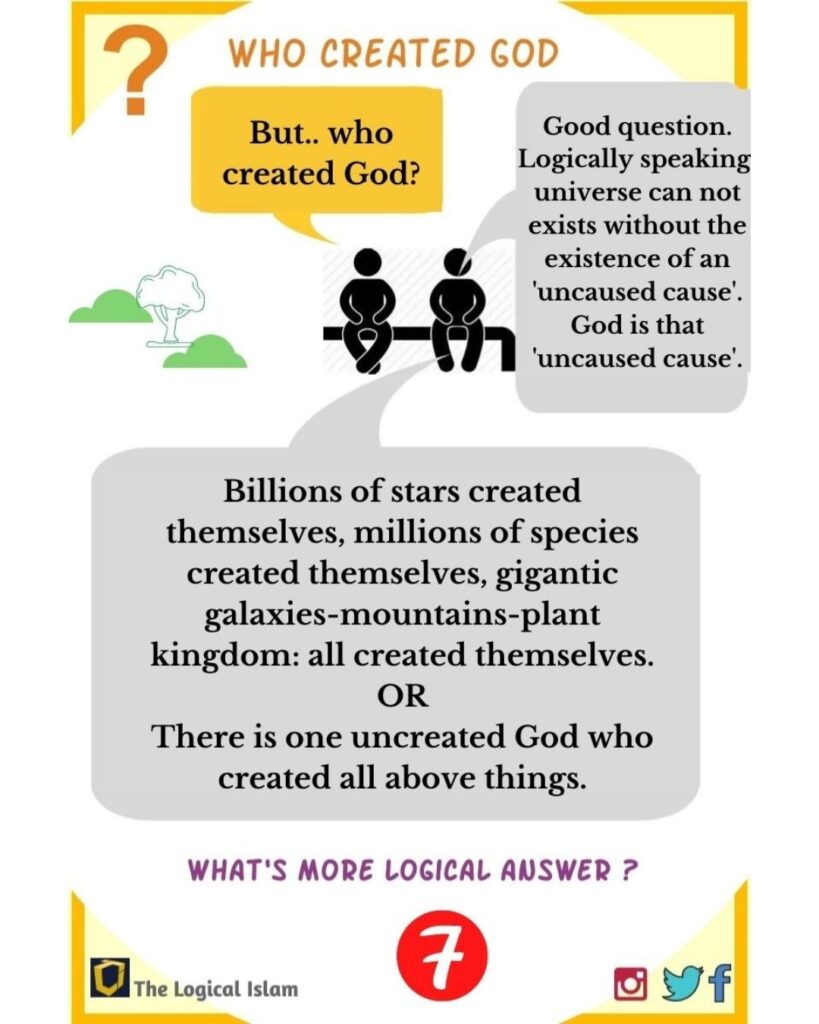 ?
WHO CREATED GOD
But.. who
created God?
Good question.
Logically speaking
universe can not
exists without the
existence of an
'uncaused cause'.
God is that
'uncaused cause'.
Billions of stars created
themselves, millions of species
created themselves, gigantic
galaxies-mountains-plant
kingdom: all created themselves.
OR
There is one uncreated God who
created all above things.
WHAT'S MORE LOGICAL ANSWER ?
7
The Logical Islam